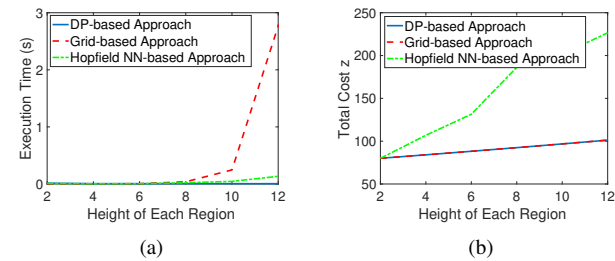 3
2
1
0
Execution Time (s)
DP-based Approach
Grid-based Approach
Hopfield NN-based Approach
2 4 6 8 10 12
Height of Each Region
(a)
250
200
150
100
50
Total Cost z
DP-based Approach
Grid-based Approach
Hopfield NN-based Approach
2 4 6 8 10 12
Height of Each Region
(b)